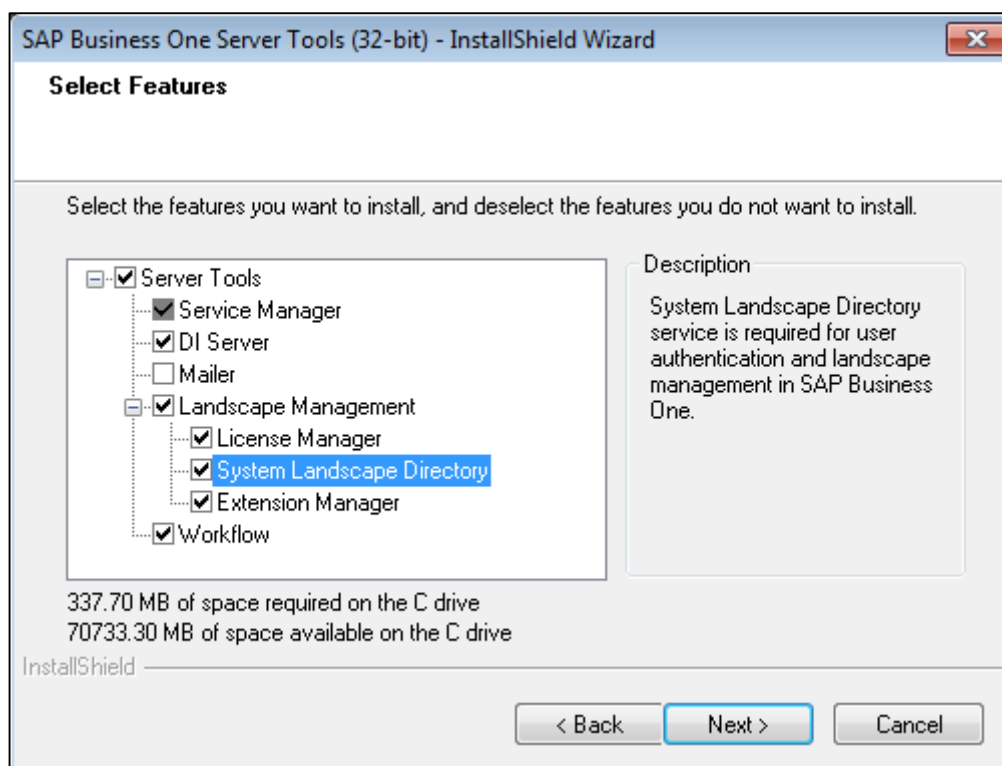 SAP Business One Server Tools (32-bit) - InstallShield Wizard
Select Features
Select the features you want to install, and deselect the features you do not want to install.
Server Tools
Service Manager
DI Server
Mailer
Landscape Management
License Manager
System Landscape Directory
Extension Manager
Workflow
Description
System Landscape Directory
service is required for user
authentication and landscape
management in SAP Business
One.
337.70 MB of space required on the C drive
70733.30 MB of space available on the C drive
InstallShield
< Back
Next >
Cancel